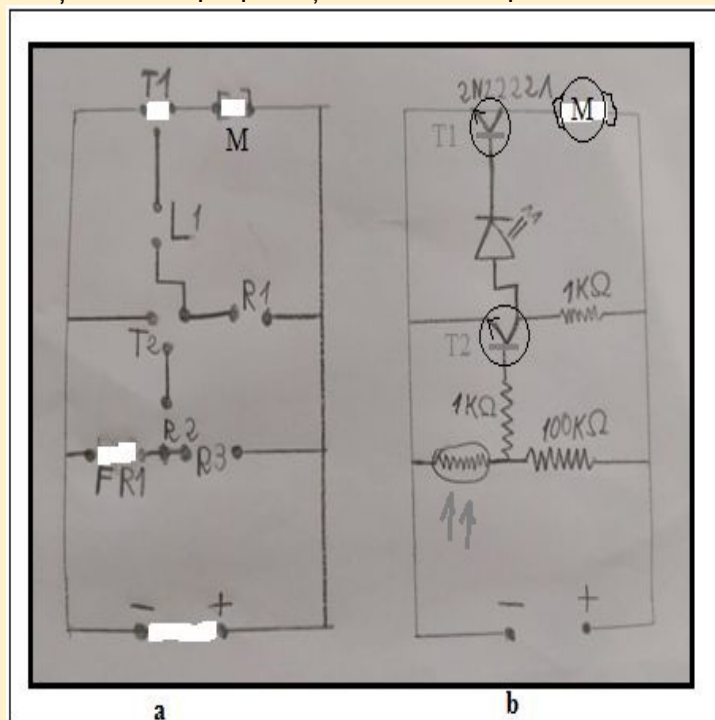 T1
M
L1
R1
T2
R2
R3
FR1
- +
a
2N2222A
M
T1
1KΩ
T2
1KΩ
100KΩ
- +
b